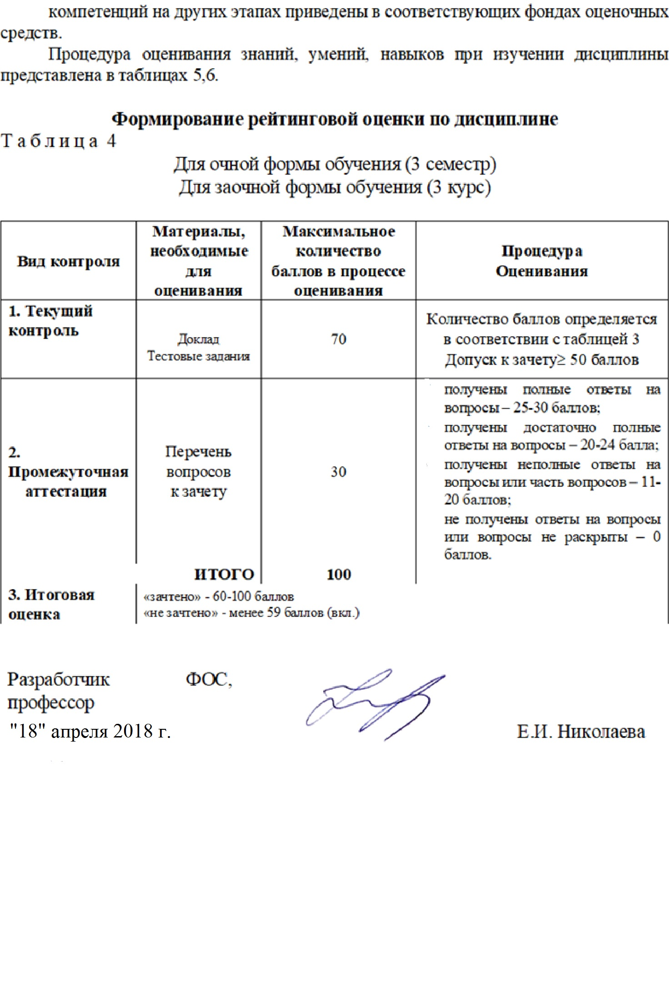 компетенций на других этапах приведены в соответствующих фондах оценочных
средств.
Процедура оценивания знаний, умений, навыков при изучении дисциплины
представлена в таблицах 5,6.
Формирование рейтинговой оценки по дисциплине
Таблица 4
Для очной формы обучения (3 семестр)
Для заочной формы обучения (3 курс)
Вид контроля
Материалы,
необходимые
для
оценивания
Максимальное
количество
баллов в процессе
оценивания
Процедура
Оценивания
1. Текущий
контроль
Доклад
Тестовые задания
70
Количество баллов определяется
в соответствии с таблицей 3
Допуск к зачету≥ 50 баллов
2.
Промежуточная
аттестация
Перечень
вопросов
к зачету
30
получены полные ответы на
вопросы – 25-30 баллов;
получены достаточно полные
ответы на вопросы – 20-24 балла;
получены неполные ответы на
вопросы или часть вопросов – 11-
20 баллов;
не получены ответы на вопросы
или вопросы не раскрыты – 0
баллов.
ИТОГО
100
3. Итоговая
оценка
«зачтено» - 60-100 баллов
«не зачтено» - менее 59 баллов (вкл.)
Разработчик ФОС,
профессор
"18" апреля 2018 г.
Е.И. Николаева